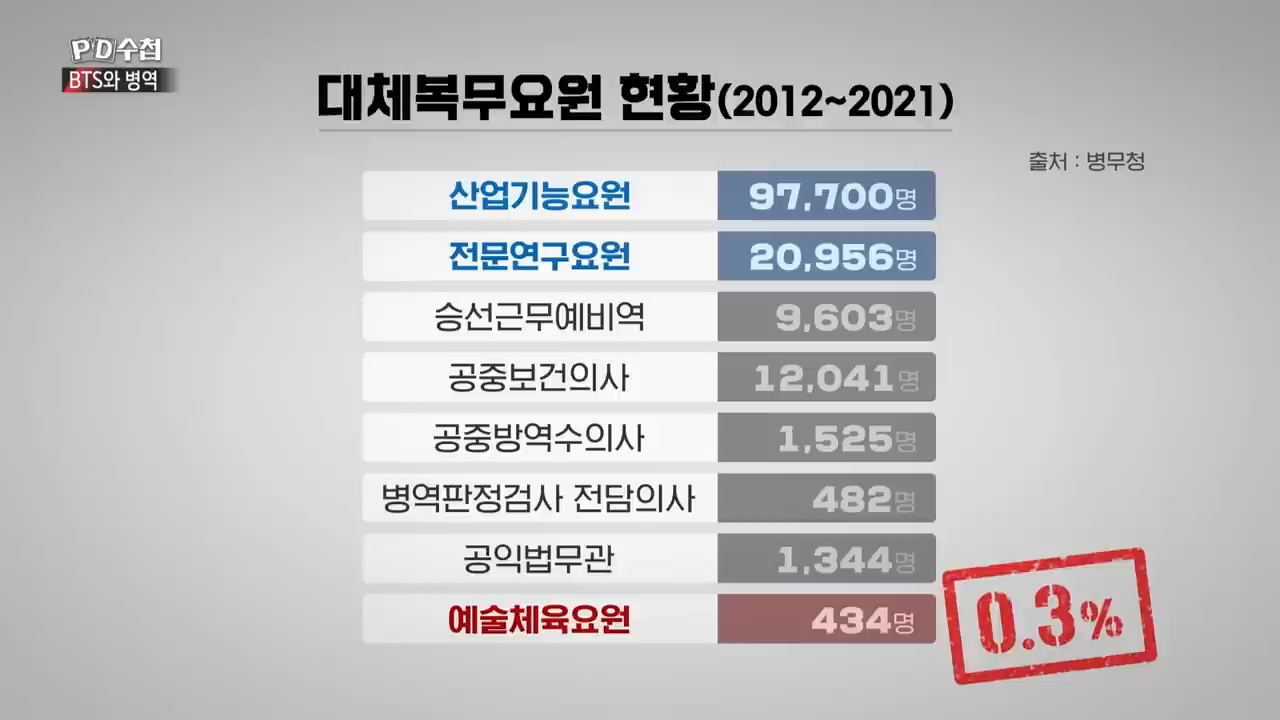 PD수첩
BTS와 병역
대체복무요원 현황(2012~2021)
출처 : 병무청
산업기능요원 97,700명
전문연구요원 20,956명
승선근무예비역 9,603명
공중보건의사 12,041명
공중방역수의사 1,525명
병역판정검사 전담의사 482명
공익법무관 1,344명
예술체육요원 434명
0.3%